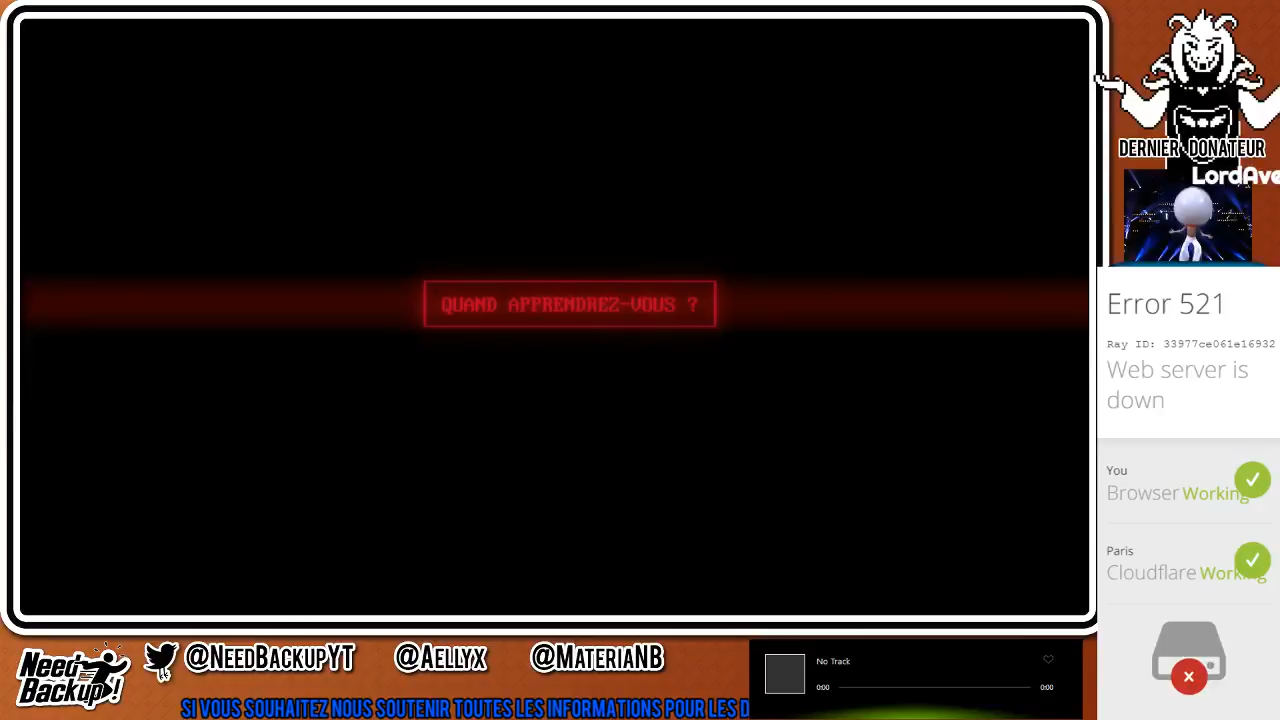 QUAND APPRENDREZ-VOUS ?
DERNIER DONATEUR
LordAve
Error 521
Ray ID: 33977ce061e16932
Web server is
down
You
Browser Working
Paris
Cloudflare Working
Need
Backup!
@NeedBackupYT
@Aellyx
@MateriaNB
No Track
0:00
0:00
SI VOUS SOUHAITEZ NOUS SOUTENIR TOUTES LES INFORMATIONS POUR LES D